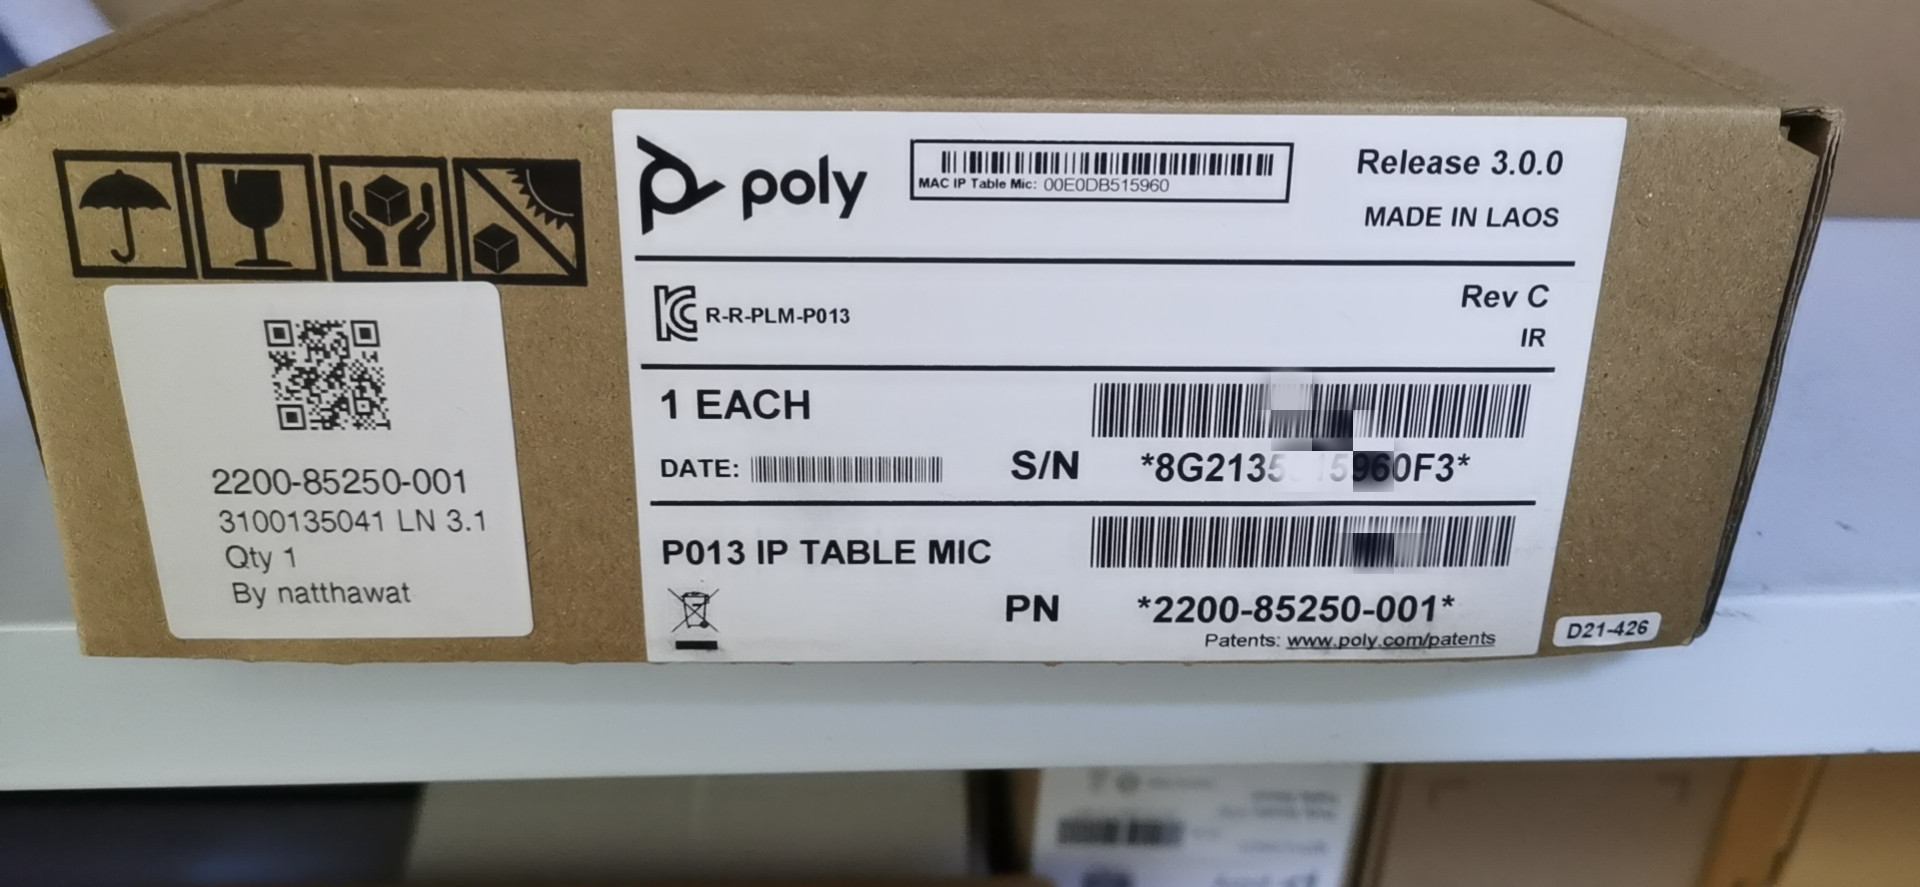 poly
MAC IP Table Mic: 00E0DB515960
Release 3.0.0
MADE IN LAOS
R-R-PLM-P013
Rev C
IR
1 EACH
DATE:
S/N
P013 IP TABLE MIC
PN *2200-85250-001*
Patents: www.poly.com/patents
D21-426
2200-85250-001
3100135041 LN 3.1
Qty 1
By natthawat